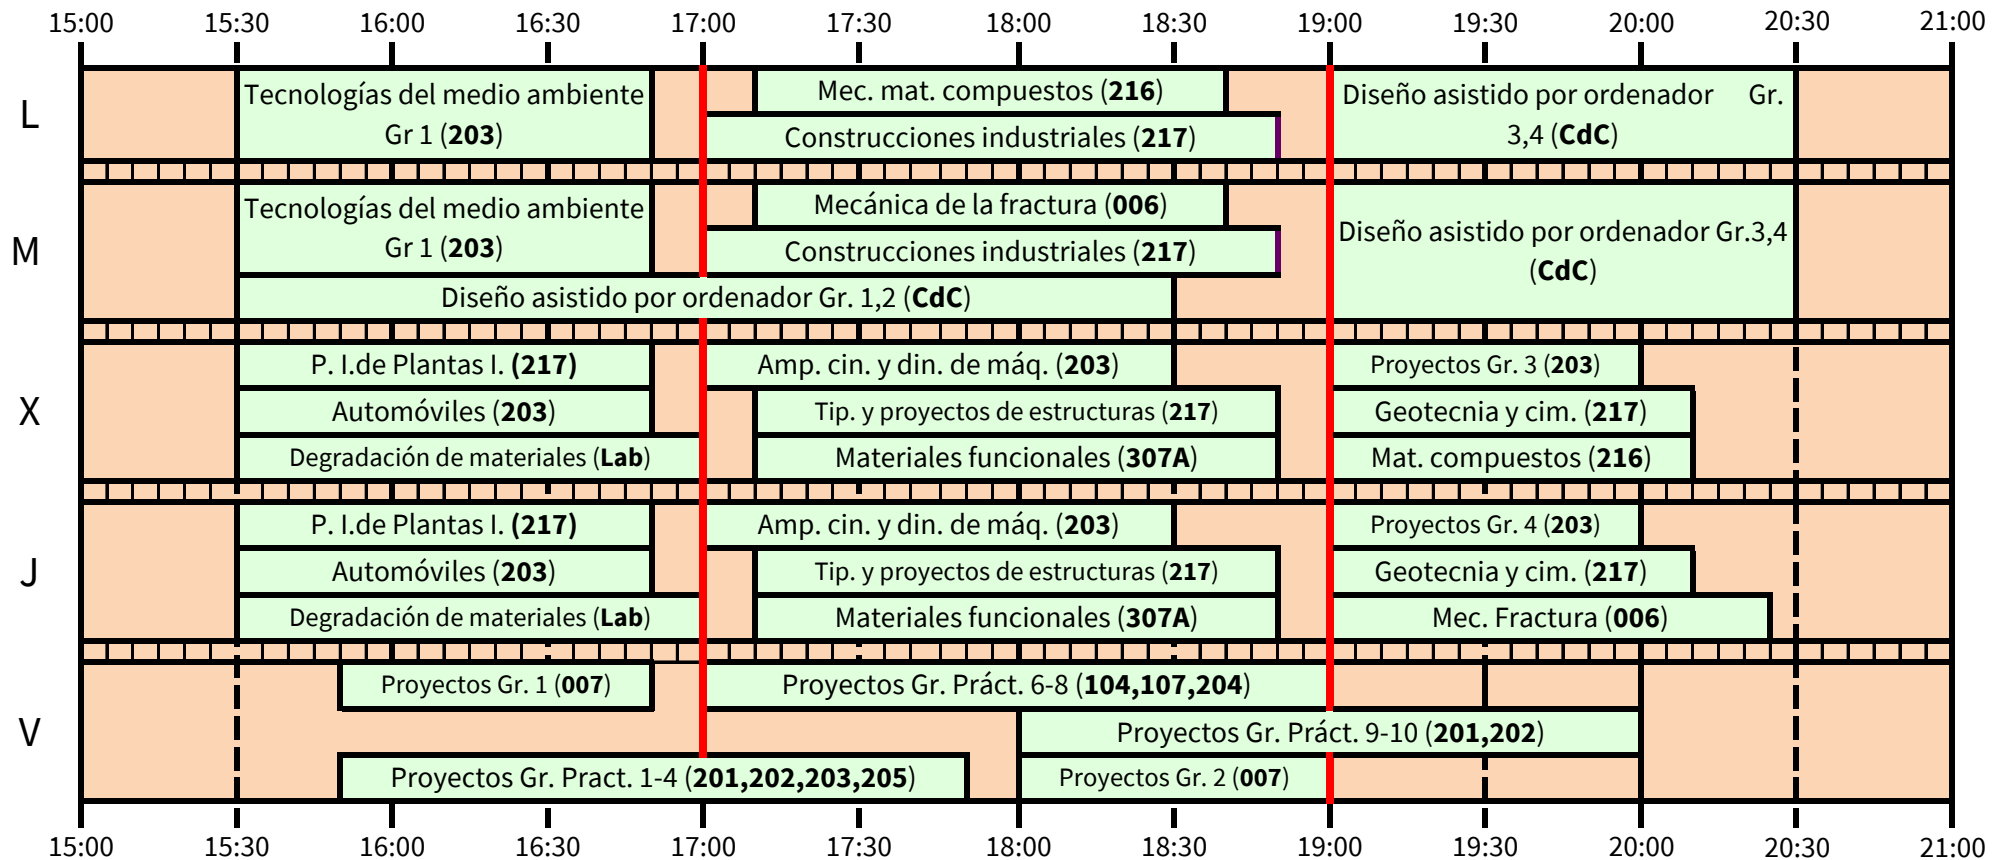 15:00 15:30 16:00 16:30 17:00 17:30 18:00 18:30 19:00 19:30 20:00 20:30 21:00
L
Tecnologías del medio ambiente
Gr 1 (203)
Mec. mat. compuestos (216)
Construcciones industriales (217)
Diseño asistido por ordenador Gr.
3,4 (CdC)
M
Tecnologías del medio ambiente
Gr 1 (203)
Mecánica de la fractura (006)
Construcciones industriales (217)
Diseño asistido por ordenador Gr. 1,2 (CdC)
Diseño asistido por ordenador Gr.3,4
(CdC)
X
P. I.de Plantas I. (217)
Amp. cin. y din. de máq. (203)
Proyectos Gr. 3 (203)
Automóviles (203)
Tip. y proyectos de estructuras (217)
Geotecnia y cim. (217)
Degradación de materiales (Lab)
Materiales funcionales (307A)
Mat. compuestos (216)
J
P. I.de Plantas I. (217)
Amp. cin. y din. de máq. (203)
Proyectos Gr. 4 (203)
Automóviles (203)
Tip. y proyectos de estructuras (217)
Geotecnia y cim. (217)
Degradación de materiales (Lab)
Materiales funcionales (307A)
Mec. Fractura (006)
V
Proyectos Gr. 1 (007)
Proyectos Gr. Práct. 6-8 (104,107,204)
Proyectos Gr. Práct. 9-10 (201,202)
Proyectos Gr. Pract. 1-4 (201,202,203,205)
Proyectos Gr. 2 (007)
15:00 15:30 16:00 16:30 17:00 17:30 18:00 18:30 19:00 19:30 20:00 20:30 21:00